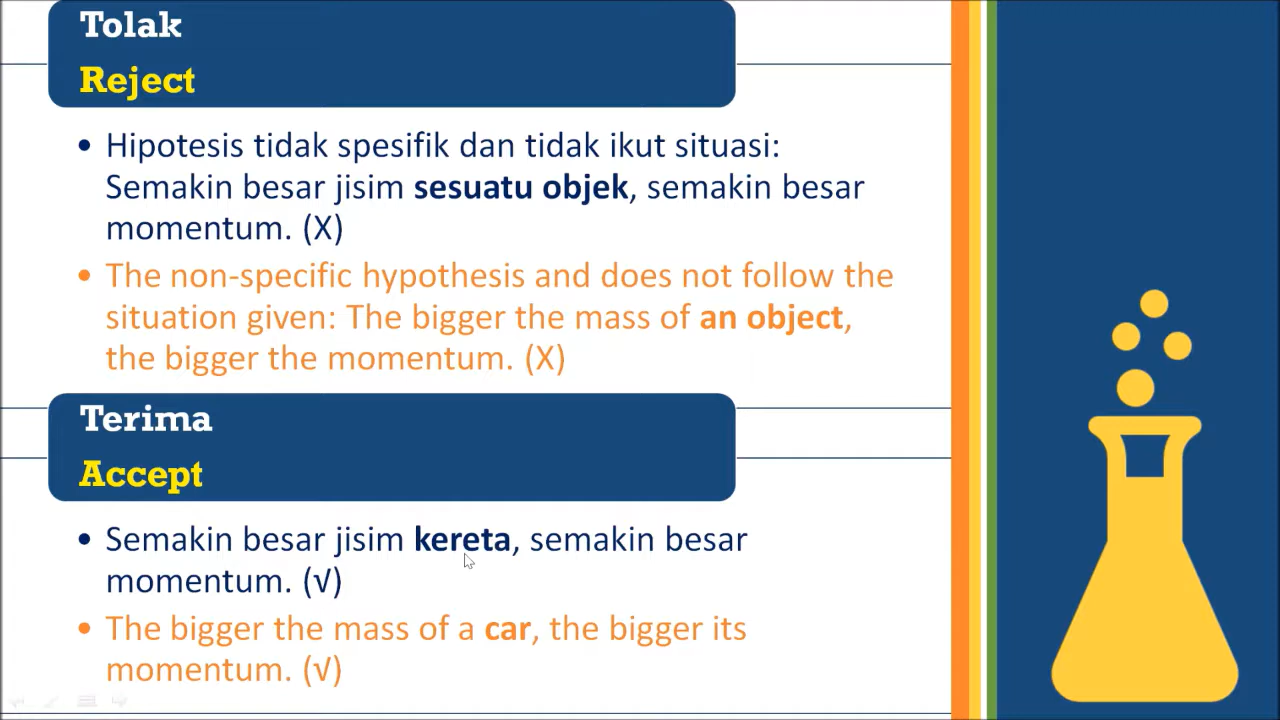 Tolak
Reject
• Hipotesis tidak spesifik dan tidak ikut situasi:
Semakin besar jisim sesuatu objek, semakin besar
momentum. (X)
• The non-specific hypothesis and does not follow the
situation given: The bigger the mass of an object,
the bigger the momentum. (X)
Terima
Accept
• Semakin besar jisim kereta, semakin besar
momentum. (√)
• The bigger the mass of a car, the bigger its
momentum. (√)